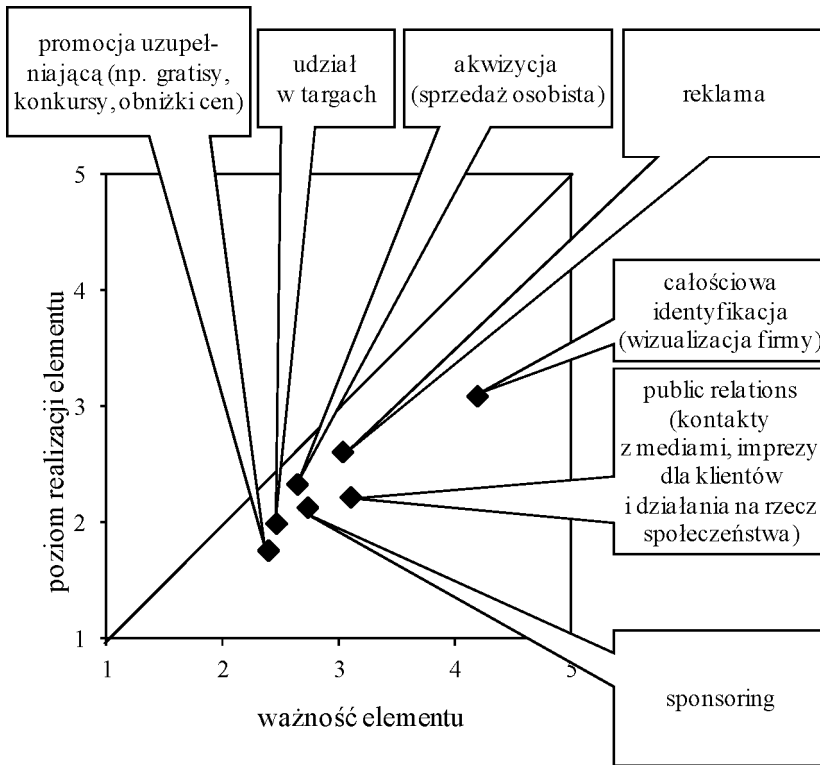 promocja uzupeł-
niającą (np. gratisy,
konkursy, obniżki cen)
udział
w targach
akwizycja
(sprzedaż osobista)
reklama
całościowa
identyfikacja
(wizualizacja firmy)
public relations
(kontakty
z mediami, imprezy
dla klientów
i działania na rzecz
społeczeństwa)
sponsoring
poziom realizacji elementu
5
4
3
2
1
1
2
3
4
5
ważność elementu